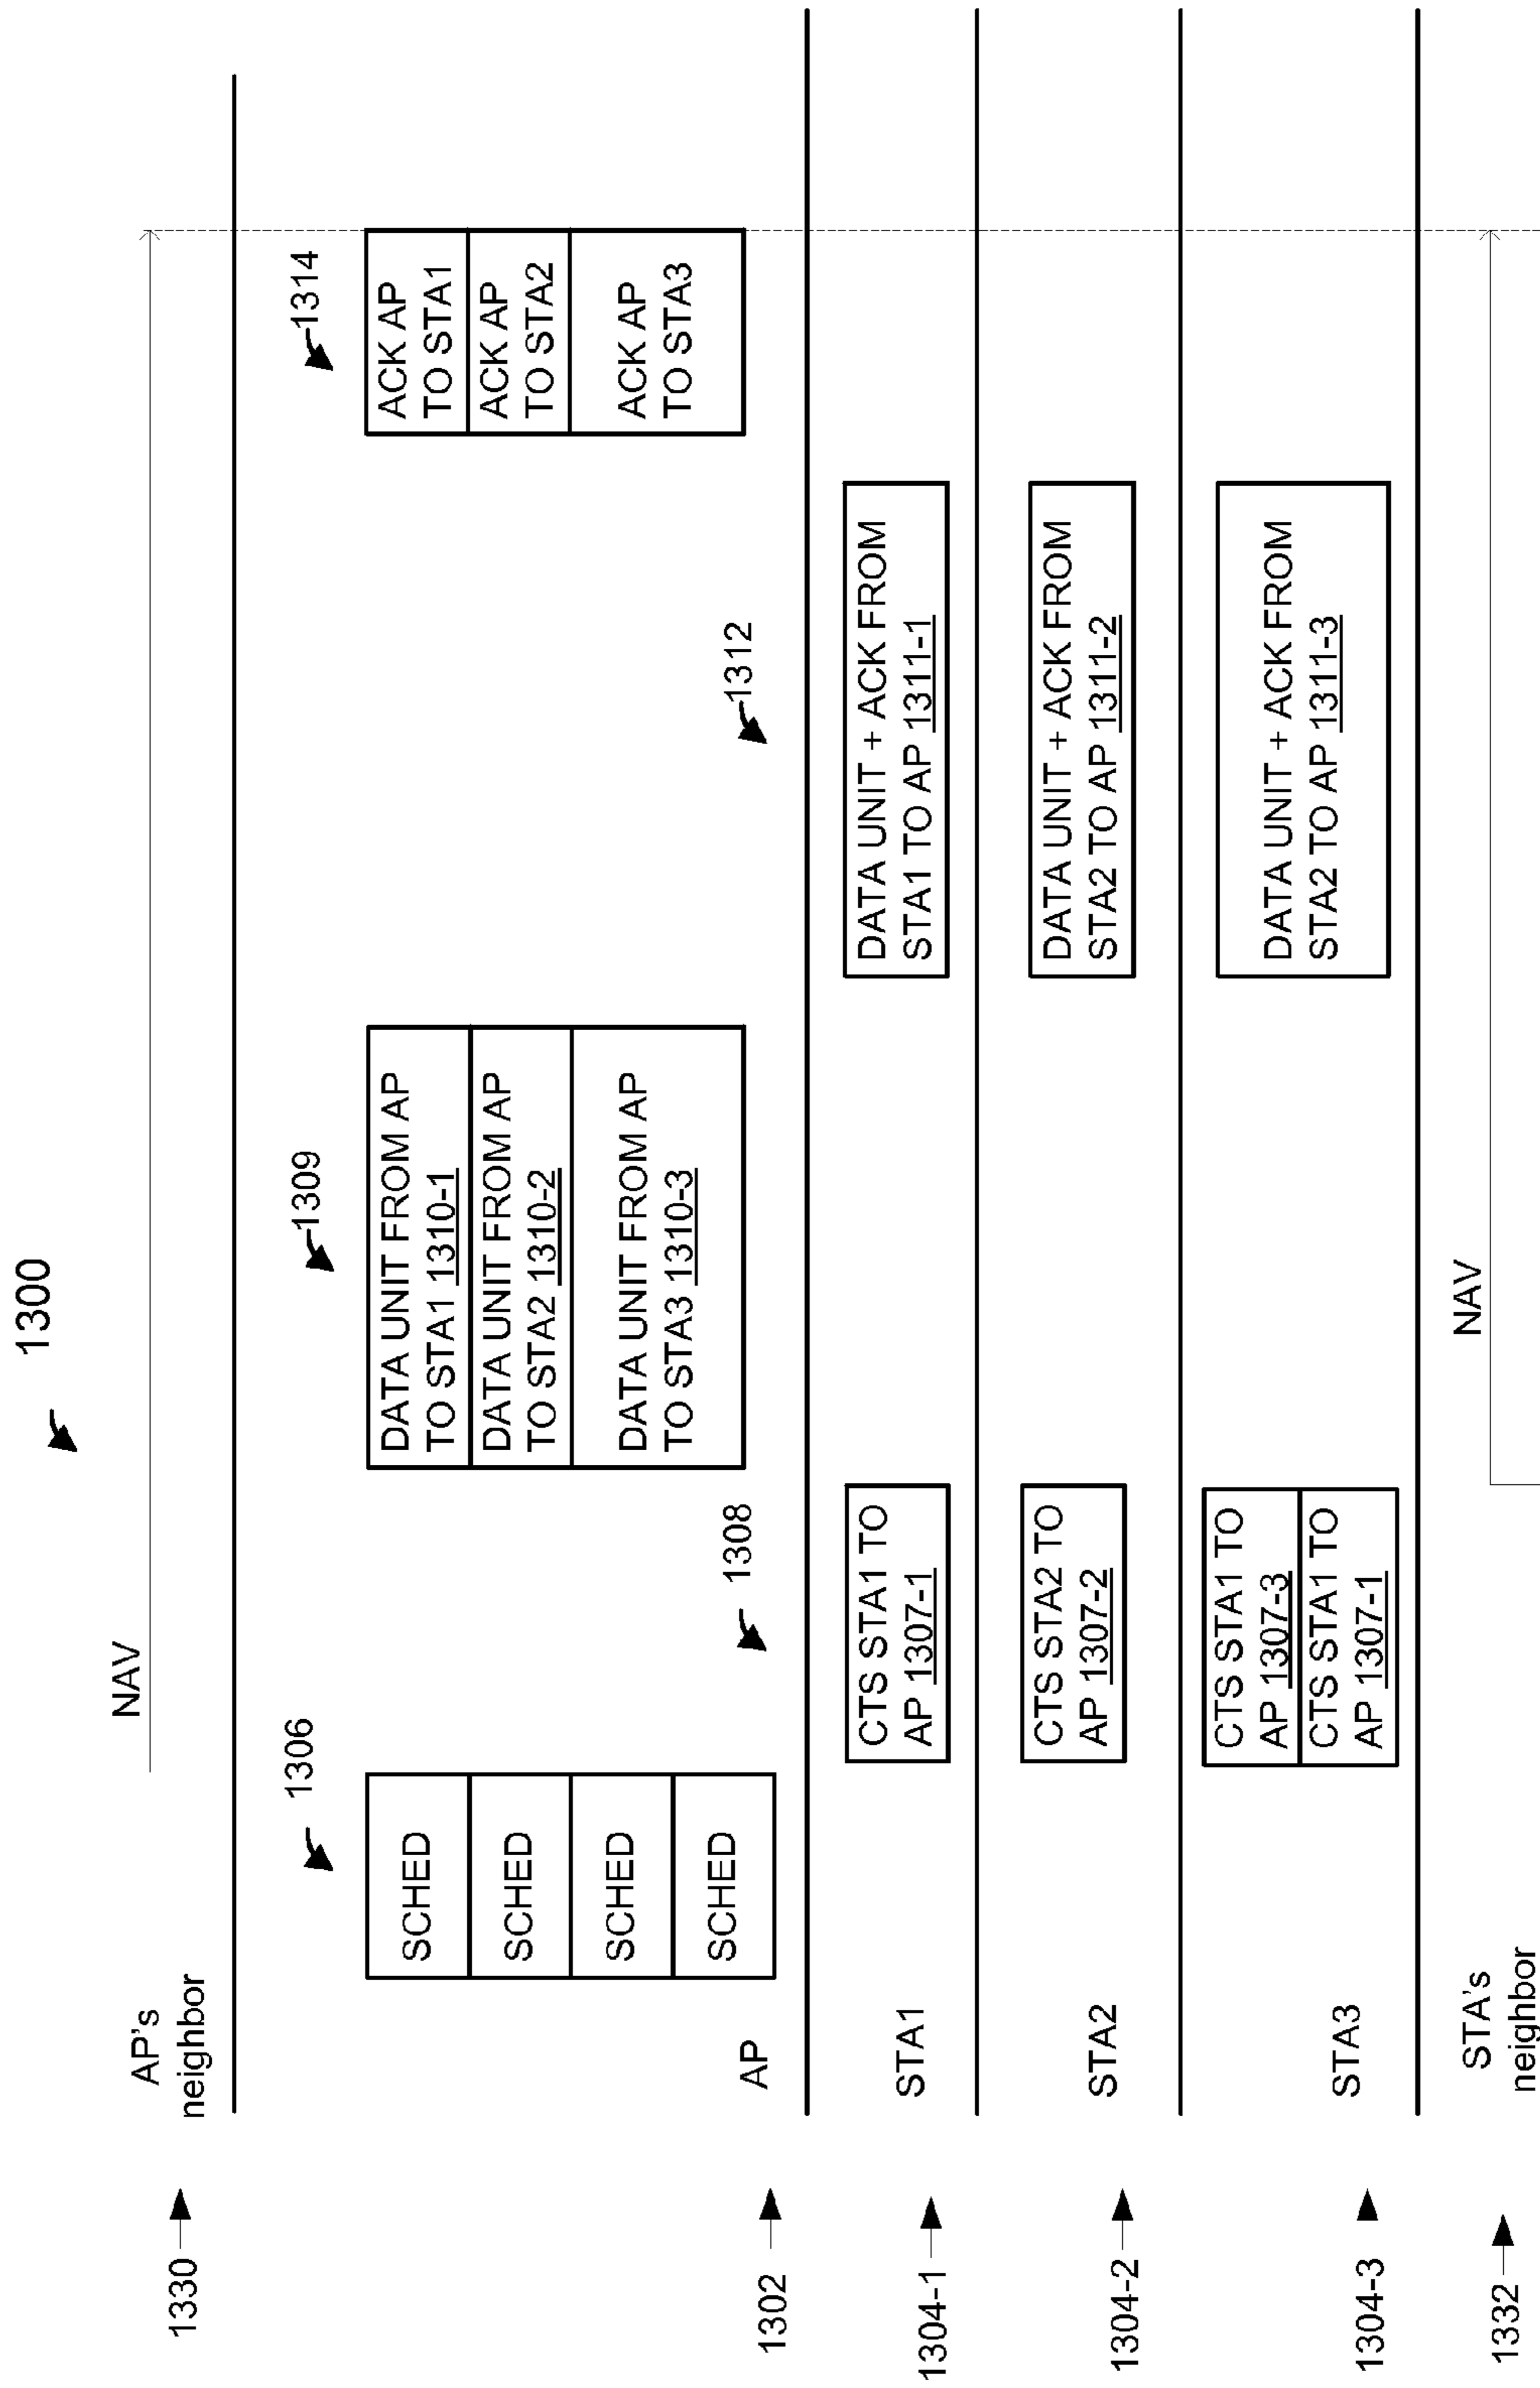 1300
NAV
1330
AP's
neighbor
1306
1309
1314
SCHED
SCHED
SCHED
SCHED
DATA UNIT FROM AP
TO STA1 1310-1
DATA UNIT FROM AP
TO STA2 1310-2
DATA UNIT FROM AP
TO STA3 1310-3
ACK AP
TO STA1
ACK AP
TO STA2
ACK AP
TO STA3
1302
AP
1308
1312
1304-1
STA1
CTS STA1 TO
AP 1307-1
DATA UNIT + ACK FROM
STA1 TO AP 1311-1
1304-2
STA2
CTS STA2 TO
AP 1307-2
DATA UNIT + ACK FROM
STA2 TO AP 1311-2
1304-3
STA3
CTS STA1 TO
AP 1307-3
CTS STA1 TO
AP 1307-1
DATA UNIT + ACK FROM
STA2 TO AP 1311-3
NAV
1332
STA's
neighbor